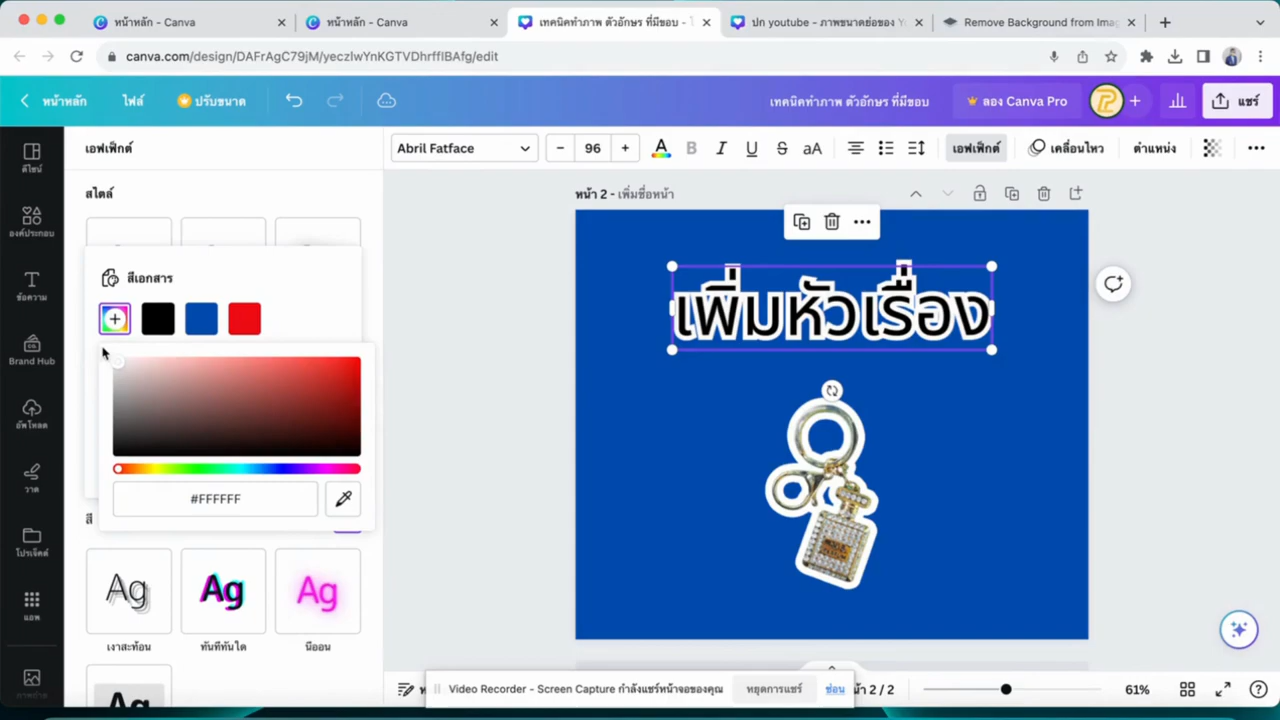 หน้าหลัก - Canva
หน้าหลัก - Canva
เทคนิคทำภาพ ตัวอักษร ที่มีขอบ -
ปก youtube - ภาพขนาดย่อของ
Remove Background from Imag
canva.com/design/DAFrAgC79jM/yeczlwYnKGTVDhrffIBAfg/edit
หน้าหลัก
ไฟล์
ปรับขนาด
เทคนิคทำภาพ ตัวอักษร ที่มีขอบ
ลอง Canva Pro
แชร์
ดีไซน์
องค์ประกอบ
ข้อความ
Brand Hub
อัพโหลด
วาด
โปรเจ็คต์
แอพ
เอฟเฟ็กต์
สไตล์
สีเอกสาร
#FFFFFF
สี
Ag
Ag
Ag
เงาสะท้อน
ทันทีทันใด
นีออน
Abril Fatface
96
A
B
I
U
S
aA
เอฟเฟ็กต์
เคลื่อนไหว
ตำแหน่ง
หน้า 2 - เพิ่มชื่อหน้า
เพิ่มหัวเรื่อง
Video Recorder - Screen Capture กำลังแชร์หน้าจอของคุณ
หยุดการแชร์
ซ่อน
2 / 2
61%